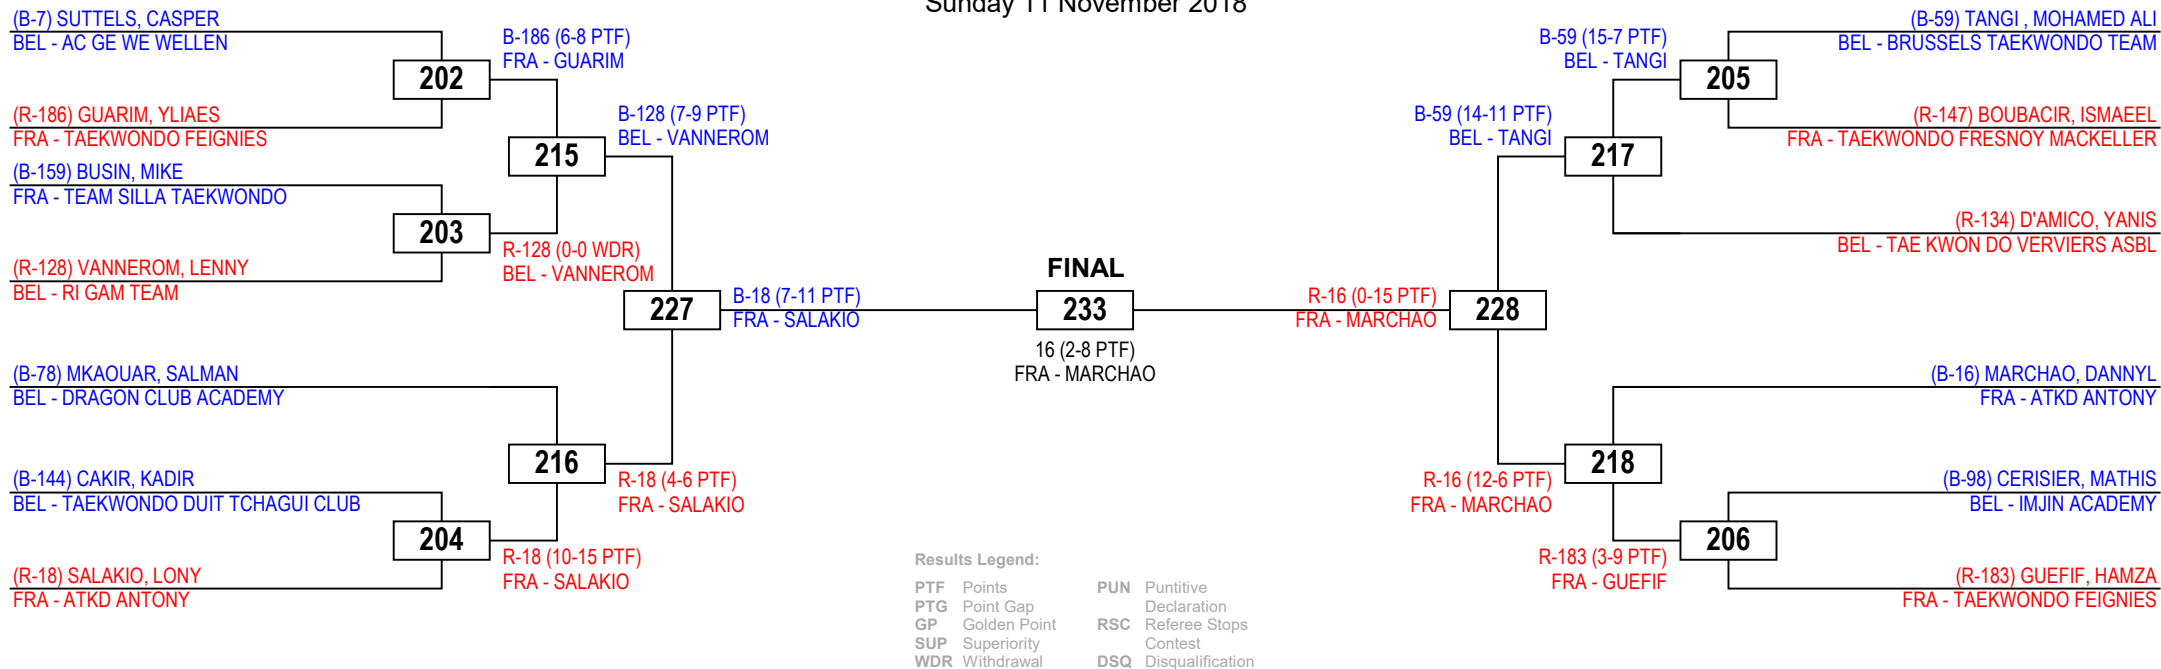 Sunday 11 November 2018
(B-7) SUTTELS, CASPER
BEL - AC GE WE WELLEN
202
(R-186) GUARIM, YLIAES
FRA - TAEKWONDO FEIGNIES
B-186 (6-8 PTF)
FRA - GUARIM
(B-159) BUSIN, MIKE
FRA - TEAM SILLA TAEKWONDO
203
(R-128) VANNEROM, LENNY
BEL - RI GAM TEAM
R-128 (0-0 WDR)
BEL - VANNEROM
215
B-128 (7-9 PTF)
BEL - VANNEROM
(B-78) MKAOUAR, SALMAN
BEL - DRAGON CLUB ACADEMY
(B-144) CAKIR, KADIR
BEL - TAEKWONDO DUIT TCHAGUI CLUB
204
(R-18) SALAKIO, LONY
FRA - ATKD ANTONY
R-18 (10-15 PTF)
FRA - SALAKIO
216
R-18 (4-6 PTF)
FRA - SALAKIO
227
B-18 (7-11 PTF)
FRA - SALAKIO
FINAL
233
16 (2-8 PTF)
FRA - MARCHAO
R-16 (0-15 PTF)
FRA - MARCHAO
228
B-59 (14-11 PTF)
BEL - TANGI
217
B-59 (15-7 PTF)
BEL - TANGI
205
(B-59) TANGI , MOHAMED ALI
BEL - BRUSSELS TAEKWONDO TEAM
(R-147) BOUBACIR, ISMAEEL
FRA - TAEKWONDO FRESNOY MACKELLER
(R-134) D'AMICO, YANIS
BEL - TAE KWON DO VERVIERS ASBL
(B-16) MARCHAO, DANNYL
FRA - ATKD ANTONY
218
R-16 (12-6 PTF)
FRA - MARCHAO
(B-98) CERISIER, MATHIS
BEL - IMJIN ACADEMY
206
R-183 (3-9 PTF)
FRA - GUEFIF
(R-183) GUEFIF, HAMZA
FRA - TAEKWONDO FEIGNIES
Results Legend:
PTF Points
PTG Point Gap
GP Golden Point
SUP Superiority
WDR Withdrawal
PUN Puntitive
Declaration
RSC Referee Stops
Contest
DSQ Disqualification